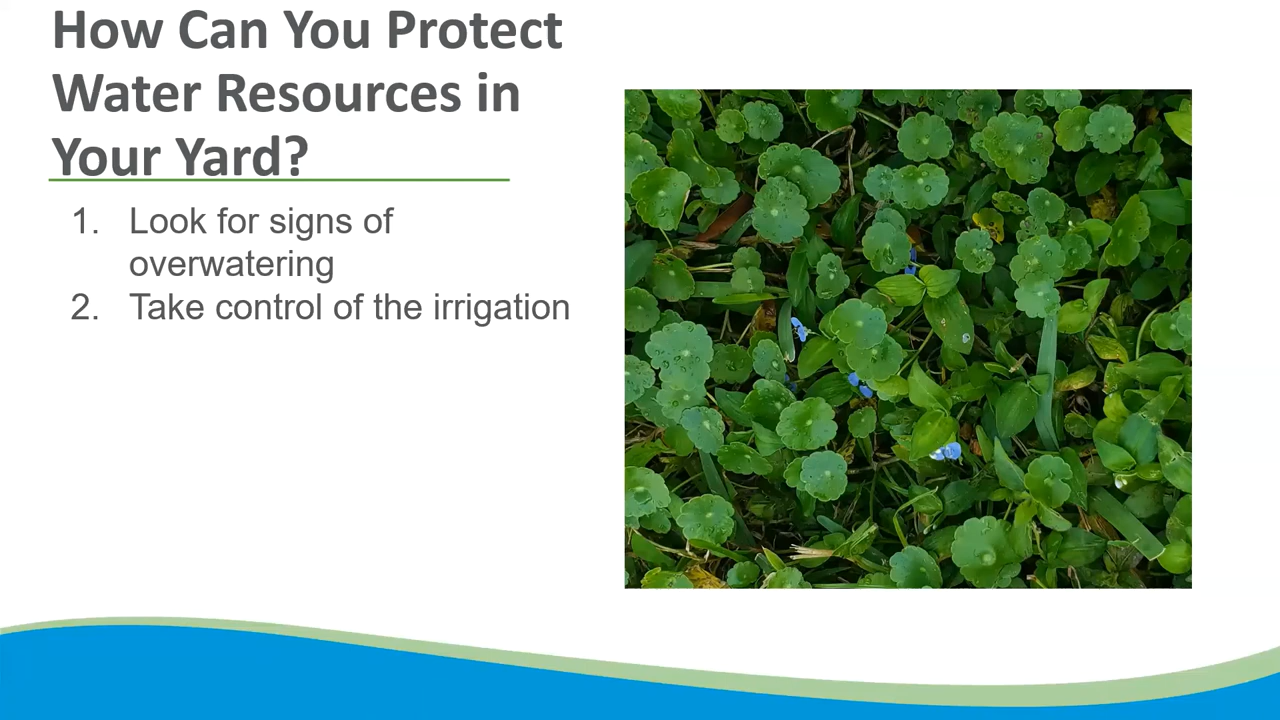 How Can You Protect
Water Resources in
Your Yard?
1. Look for signs of
overwatering
2. Take control of the irrigation